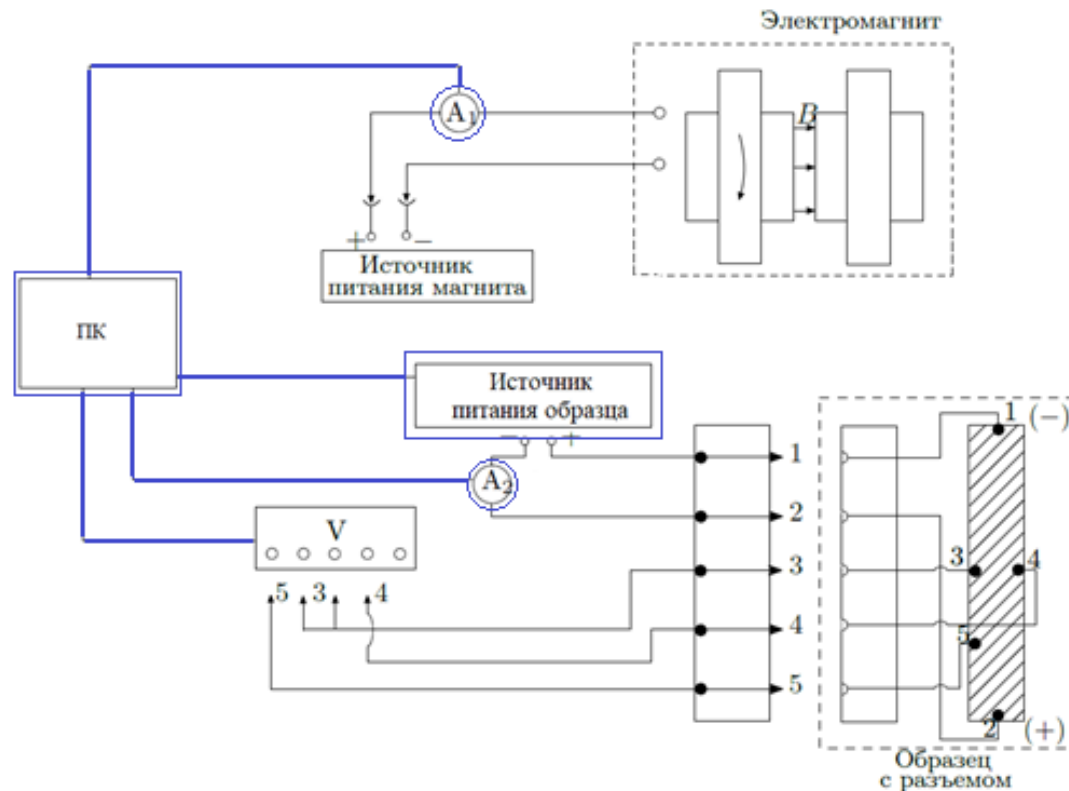 Электромагнит
A1
B
+ −
Источник
питания магнита
ПК
Источник
питания образца
− +
A2
V
5 3 4
1
2
3
4
5
1 (−)
3 4
5
2 (+)
Образец
с разъемом